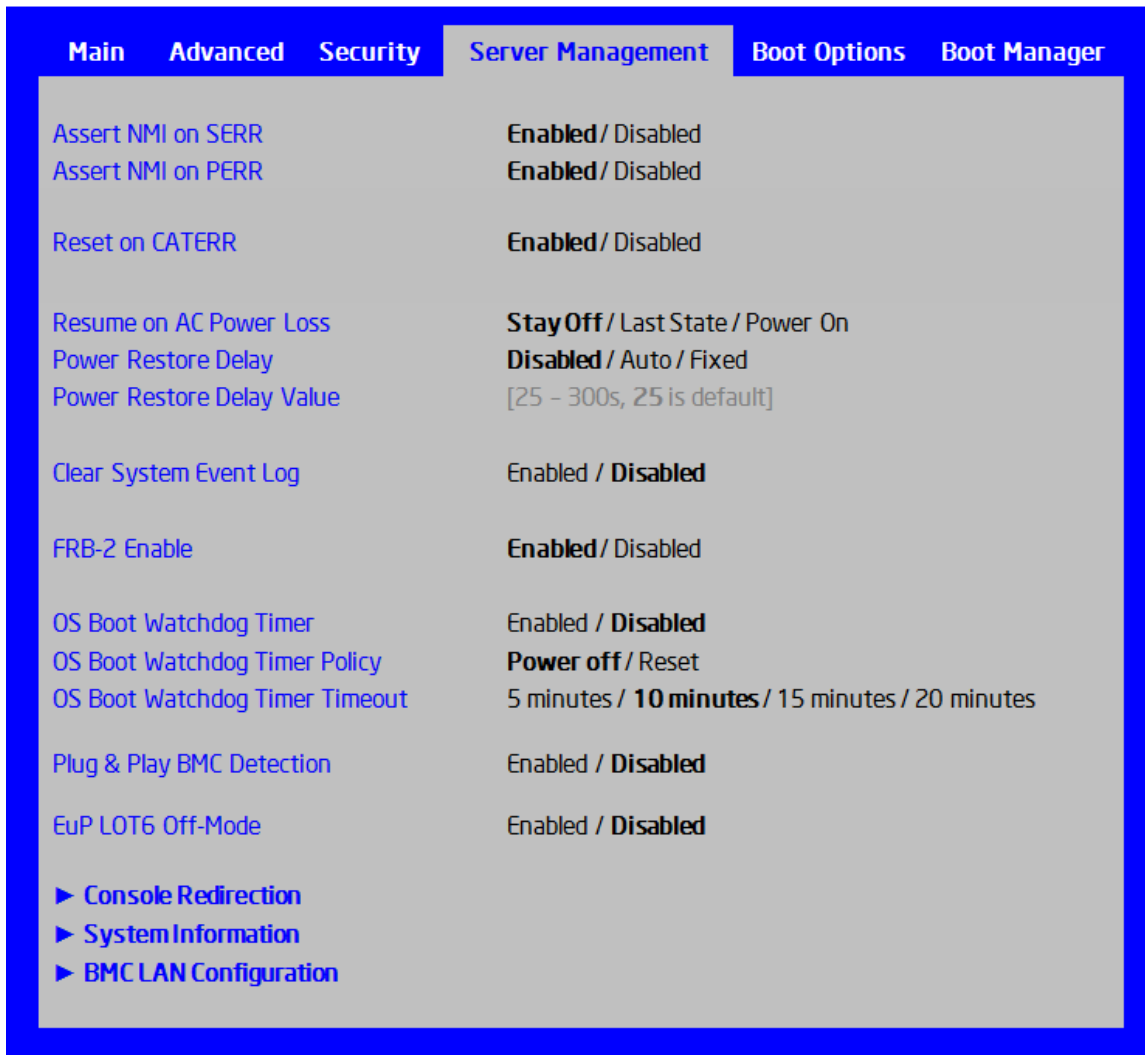 Main Advanced Security Server Management Boot Options Boot Manager
Assert NMI on SERR Enabled / Disabled
Assert NMI on PERR Enabled / Disabled
Reset on CATERR Enabled / Disabled
Resume on AC Power Loss Stay Off / Last State / Power On
Power Restore Delay Disabled / Auto / Fixed
Power Restore Delay Value [25 – 300s, 25 is default]
Clear System Event Log Enabled / Disabled
FRB-2 Enable Enabled / Disabled
OS Boot Watchdog Timer Enabled / Disabled
OS Boot Watchdog Timer Policy Power off / Reset
OS Boot Watchdog Timer Timeout 5 minutes / 10 minutes / 15 minutes / 20 minutes
Plug & Play BMC Detection Enabled / Disabled
EuP LOT6 Off-Mode Enabled / Disabled
► Console Redirection
► System Information
► BMC LAN Configuration